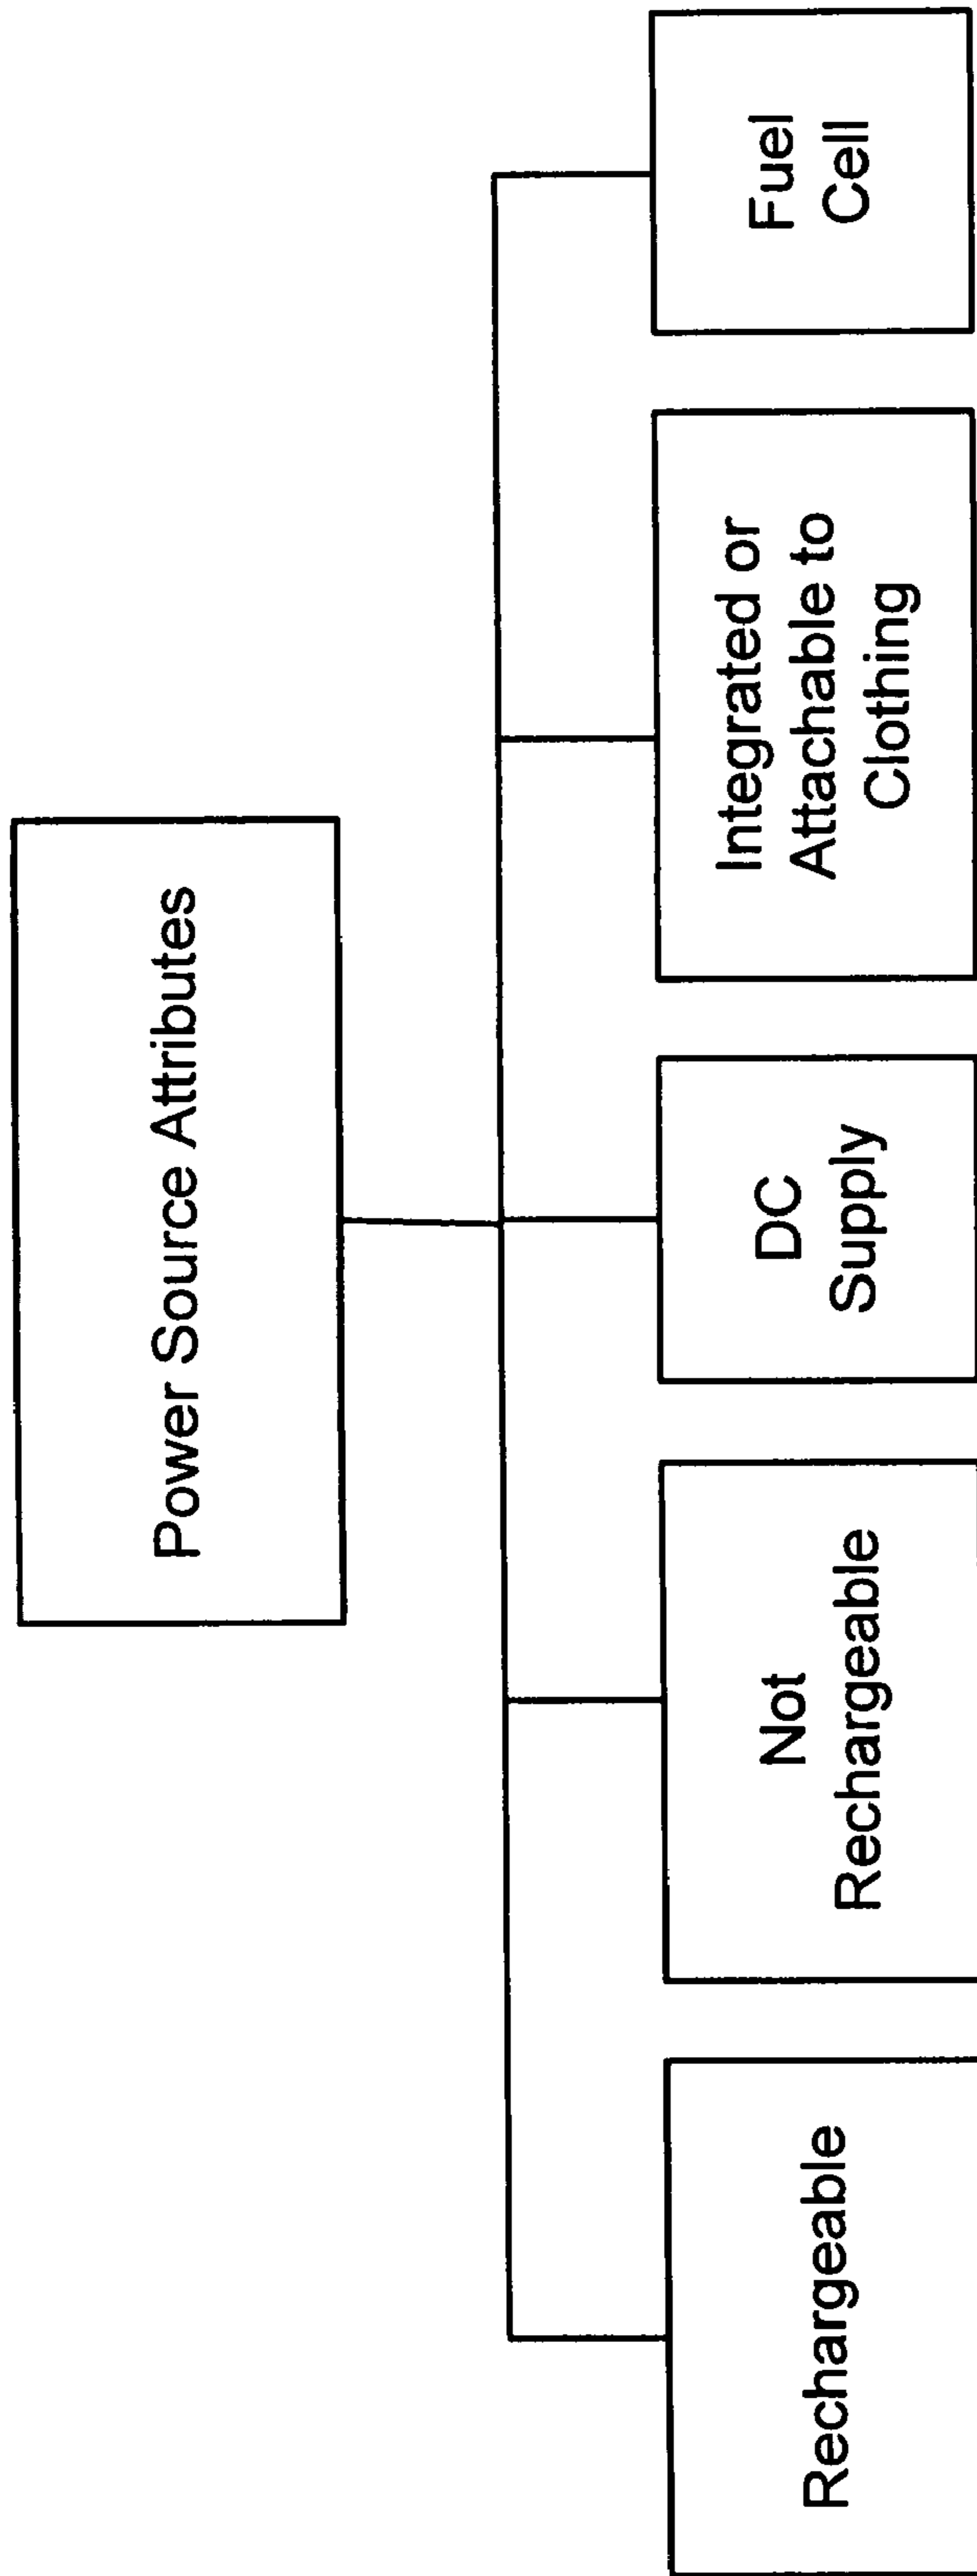 Power Source Attributes
Rechargeable
Not
Rechargeable
DC
Supply
Integrated or
Attachable to
Clothing
Fuel
Cell